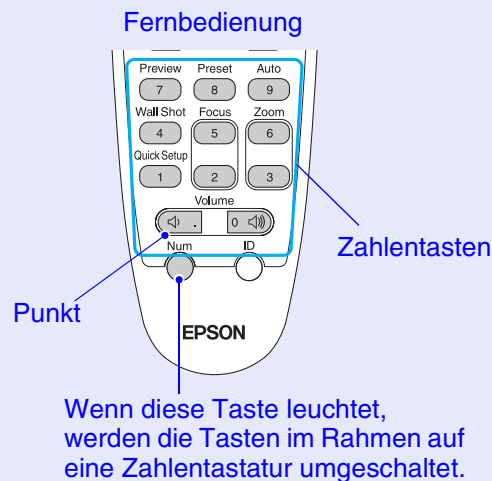 Fernbedienung
Preview Preset Auto
7 8 9
Wall Shot Focus Zoom
4 5 6
Quick Setup
1 2 3
Volume
. 0
Zahlentasten
Num ID
Punkt
EPSON
Wenn diese Taste leuchtet,
werden die Tasten im Rahmen auf
eine Zahlentastatur umgeschaltet.